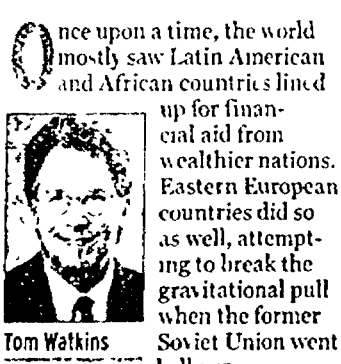 Once upon a time, the world
mostly saw Latin American
and African countries lined
up for finan-
cial aid from
wealthier nations.
Eastern European
countries did so
as well, attempt-
ing to break the
gravitational pull
when the former
Soviet Union went
Tom Watkins